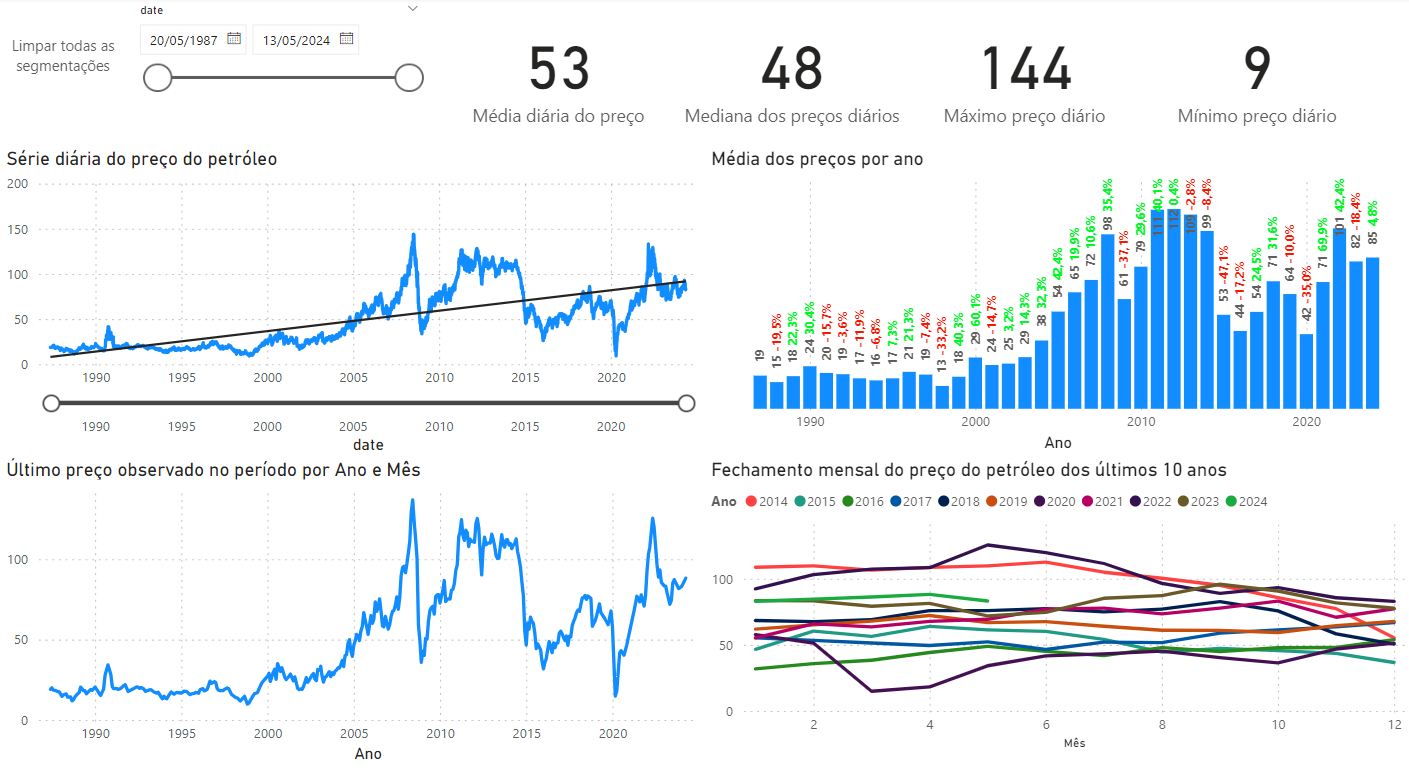 date
Limpar todas as
segmentações
20/05/1987
13/05/2024
53
Média diária do preço
48
Mediana dos preços diários
144
Máximo preço diário
9
Mínimo preço diário
Série diária do preço do petróleo
200
150
100
50
0
1990 1995 2000 2005 2010 2015 2020
1990 1995 2000 2005 2010 2015 2020
date
Média dos preços por ano
19
15 -19,5%
18 22,3%
24 30,4%
20 -15,7%
19 -3,6%
17 -11,9%
16 -6,8%
17 7,3%
21 21,3%
19 -7,4%
13 -33,2%
18 40,3%
29 60,1%
24 -14,7%
25 3,2%
29 14,3%
38 32,3%
54 42,4%
65 19,9%
72 10,6%
98 35,4%
61 -37,1%
79 29,6%
111 40,1%
112 0,4%
109 -2,8%
99 -8,4%
53 -47,1%
44 -17,2%
54 24,5%
71 31,6%
64 -10,0%
42 -35,0%
71 69,9%
101 42,4%
82 -18,4%
85 4,8%
1990 2000 2010 2020
Ano
Último preço observado no período por Ano e Mês
100
50
0
1990 1995 2000 2005 2010 2015 2020
Ano
Fechamento mensal do preço do petróleo dos últimos 10 anos
Ano 2014 2015 2016 2017 2018 2019 2020 2021 2022 2023 2024
100
50
0
2 4 6 8 10 12
Mês